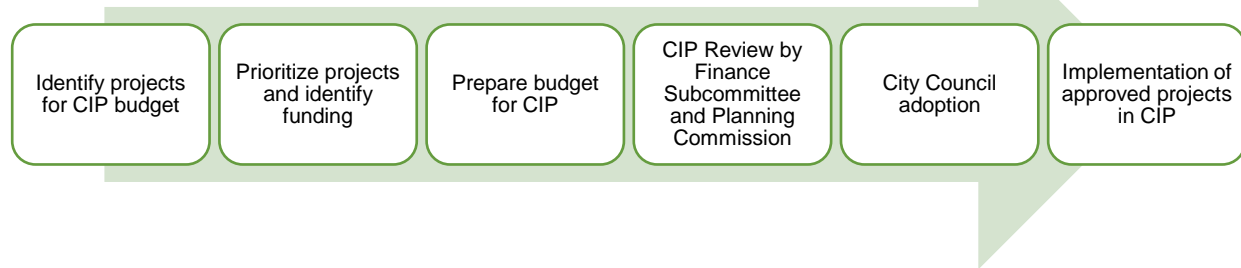 Identify projects
for CIP budget
Prioritize projects
and identify
funding
Prepare budget
for CIP
CIP Review by
Finance
Subcommittee
and Planning
Commission
City Council
adoption
Implementation of
approved projects
in CIP